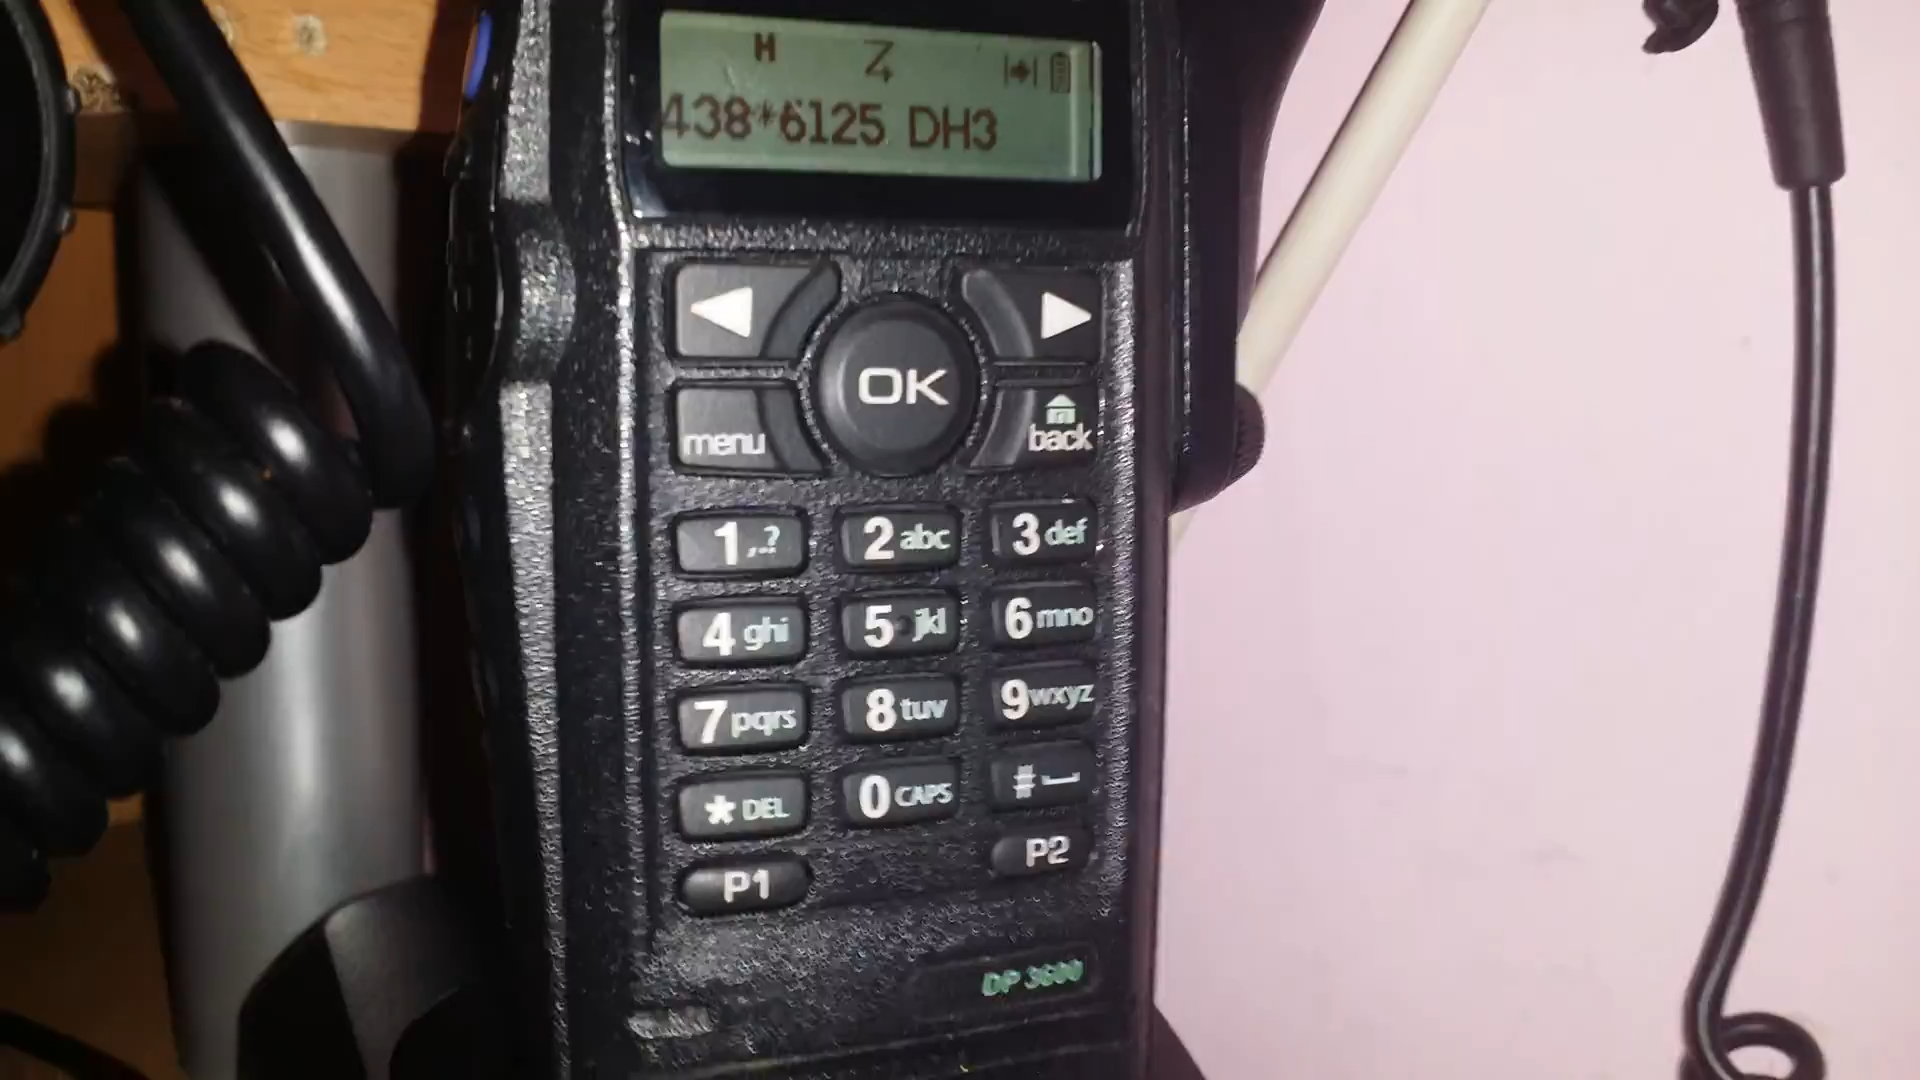 H
438*6125 DH3
OK
menu
back
1,.?
2 abc
3 def
4 ghi
5 jkl
6 mno
7 pqrs
8 tuv
9 wxyz
* DEL
0 CAPS
#
P1
P2
DP 3600